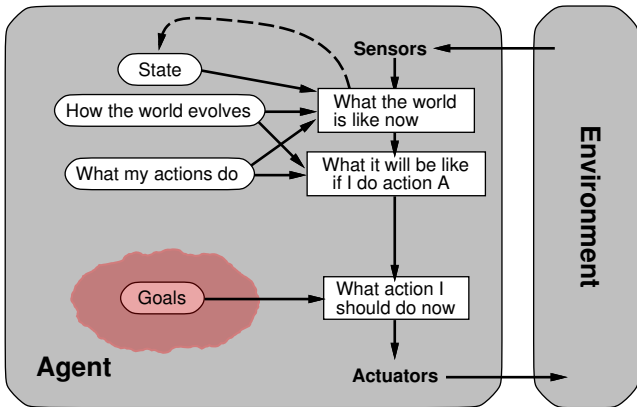 Sensors
State
How the world evolves
What the world
is like now
What my actions do
What it will be like
if I do action A
Goals
What action I
should do now
Agent
Actuators
Environment